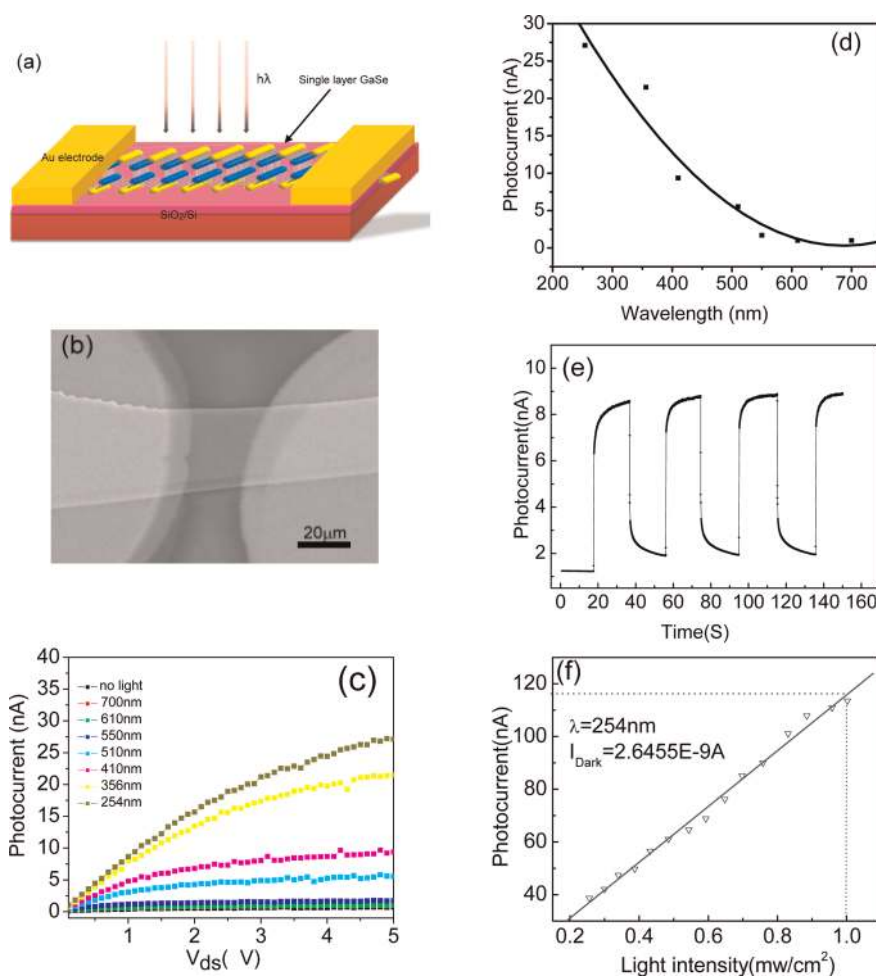 (a)
hλ
Single layer GaSe
Au electrode
SiO2/Si
(b)
20μm
(c)
Photocurrent (nA)
40
35
30
25
20
15
10
5
0
no light
700nm
610nm
550nm
510nm
410nm
356nm
254nm
1
2
3
4
5
Vds( V)
(d)
Photocurrent (nA)
30
25
20
15
10
5
0
200 300 400 500 600 700
Wavelength (nm)
(e)
Photocurrent(nA)
10
8
6
4
2
0 20 40 60 80 100 120 140 160
Time(S)
(f)
Photocurrent(nA)
120
100
80
60
40
λ=254nm
IDark=2.6455E-9A
0.2 0.4 0.6 0.8 1.0
Light intensity(mw/cm²)